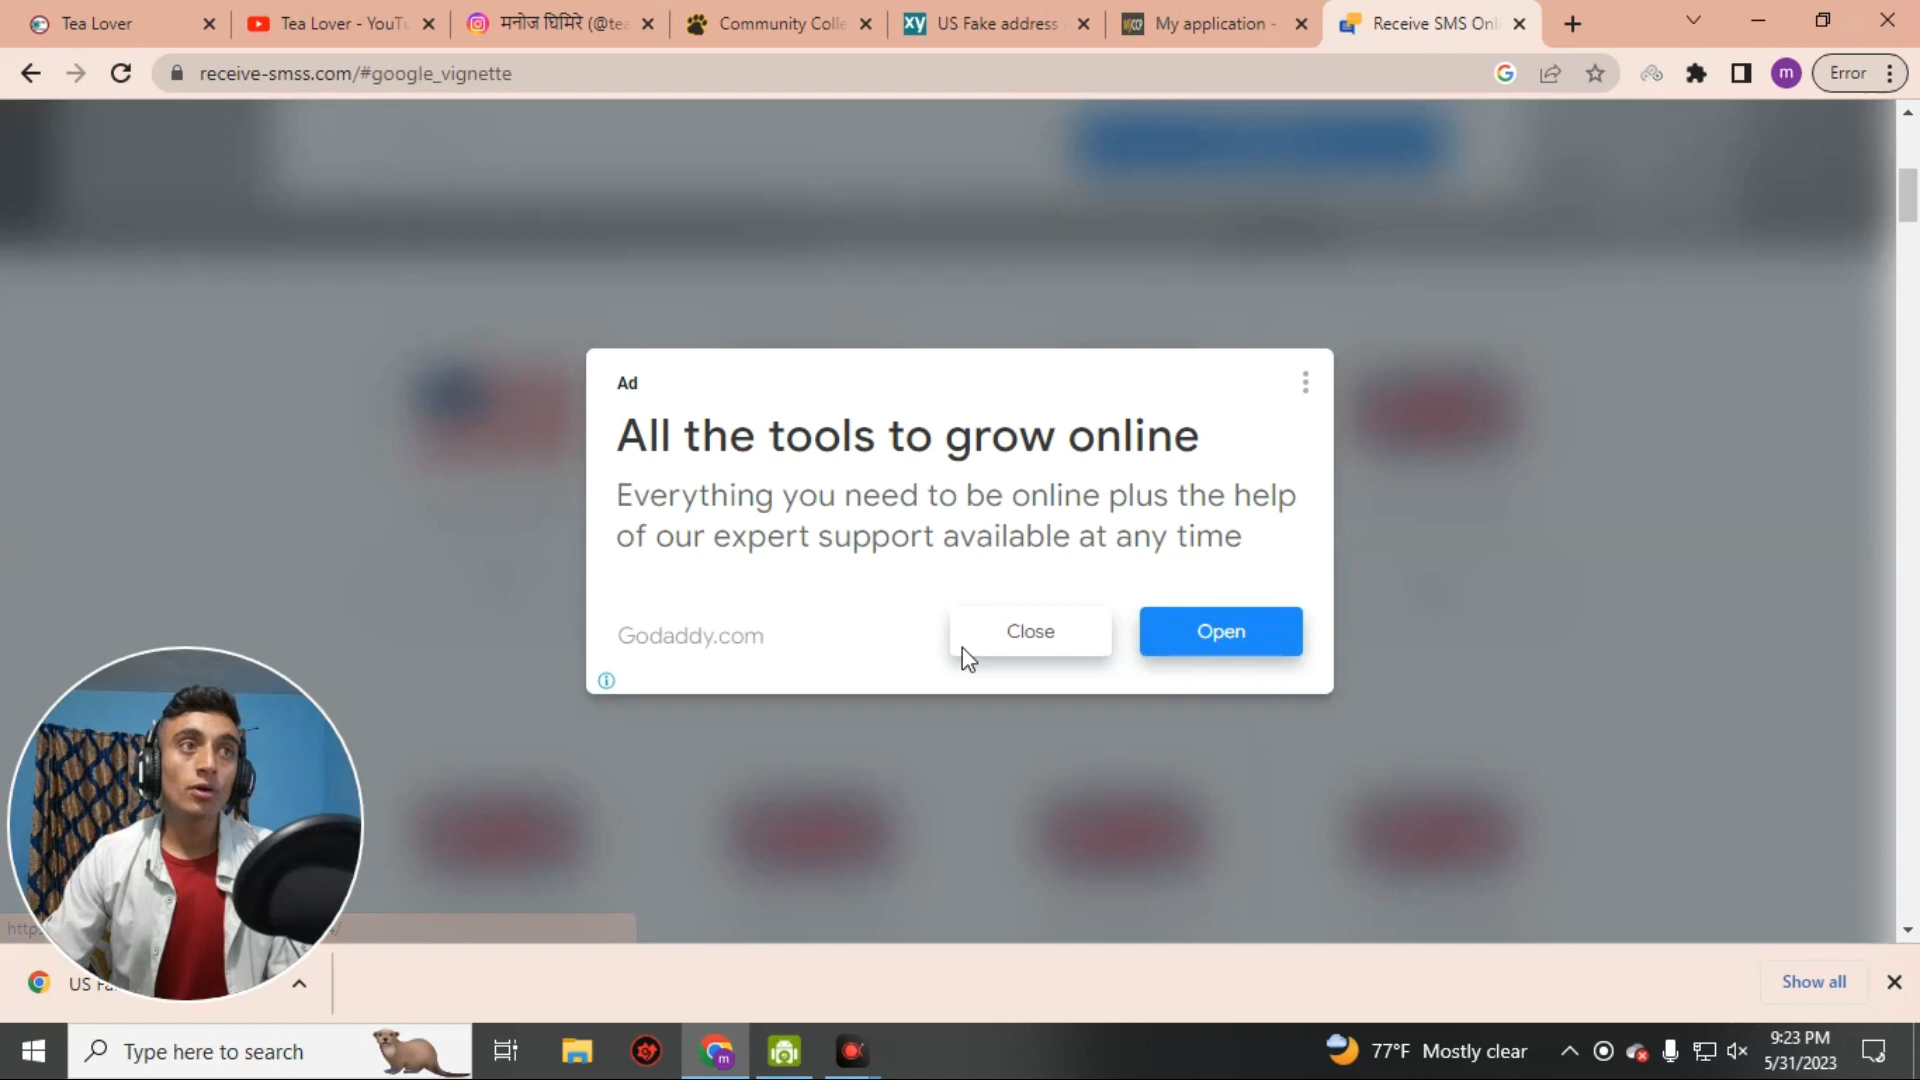 Tea Lover
Tea Lover - YouTu
मनोज घिमिरे (@tea
Community Colle
xy US Fake address
My application -
Receive SMS Onli
receive-smss.com/#google_vignette
m
Error
Ad
All the tools to grow online
Everything you need to be online plus the help
of our expert support available at any time
Godaddy.com
Close
Open
US Fa
Show all
Type here to search
77°F Mostly clear
9:23 PM
5/31/2023